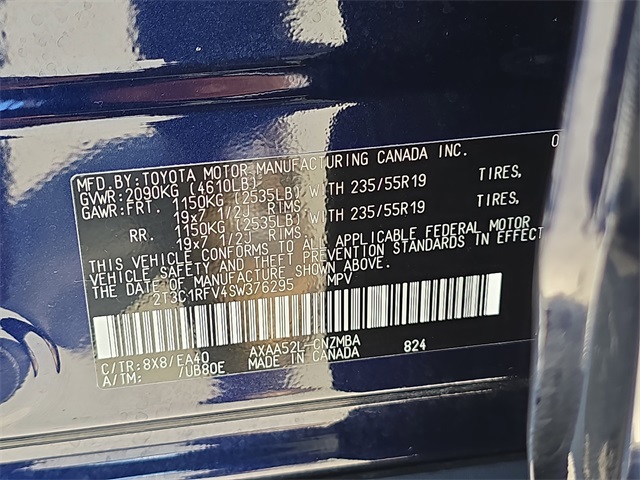 MFD.BY:TOYOTA MOTOR MANUFACTURING CANADA INC. 0
GVWR:2090KG (4610LB)
GAWR:FRT. 1150KG (2535LB) WITH 235/55R19 TIRES,
19x7 1/2J RIMS
RR. 1150KG (2535LB) WITH 235/55R19 TIRES,
19x7 1/2J RIMS
THIS VEHICLE CONFORMS TO ALL APPLICABLE FEDERAL MOTOR
VEHICLE SAFETY AND THEFT PREVENTION STANDARDS IN EFFECT
THE DATE OF MANUFACTURE SHOWN ABOVE.
2T3C1RFV4SW376295 MPV
C/TR:8X8/EA40 AXAA52L-CNZMBA 824
A/TM: /UB80E MADE IN CANADA